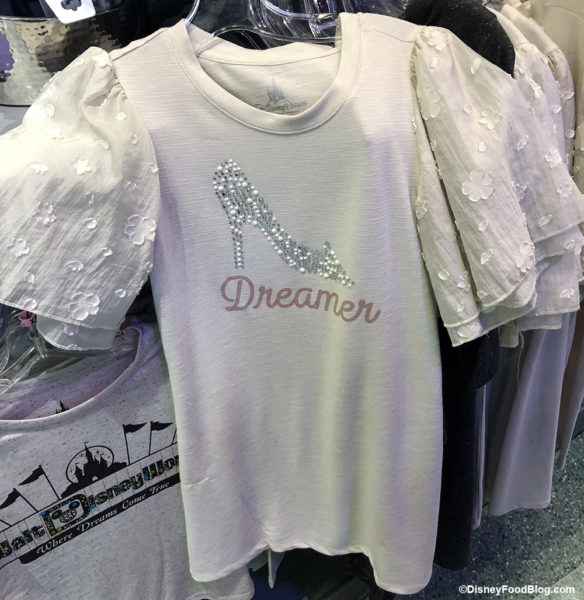 Dreamer
Walt Disney World
Where Dreams Come True
©DisneyFoodBlog.com